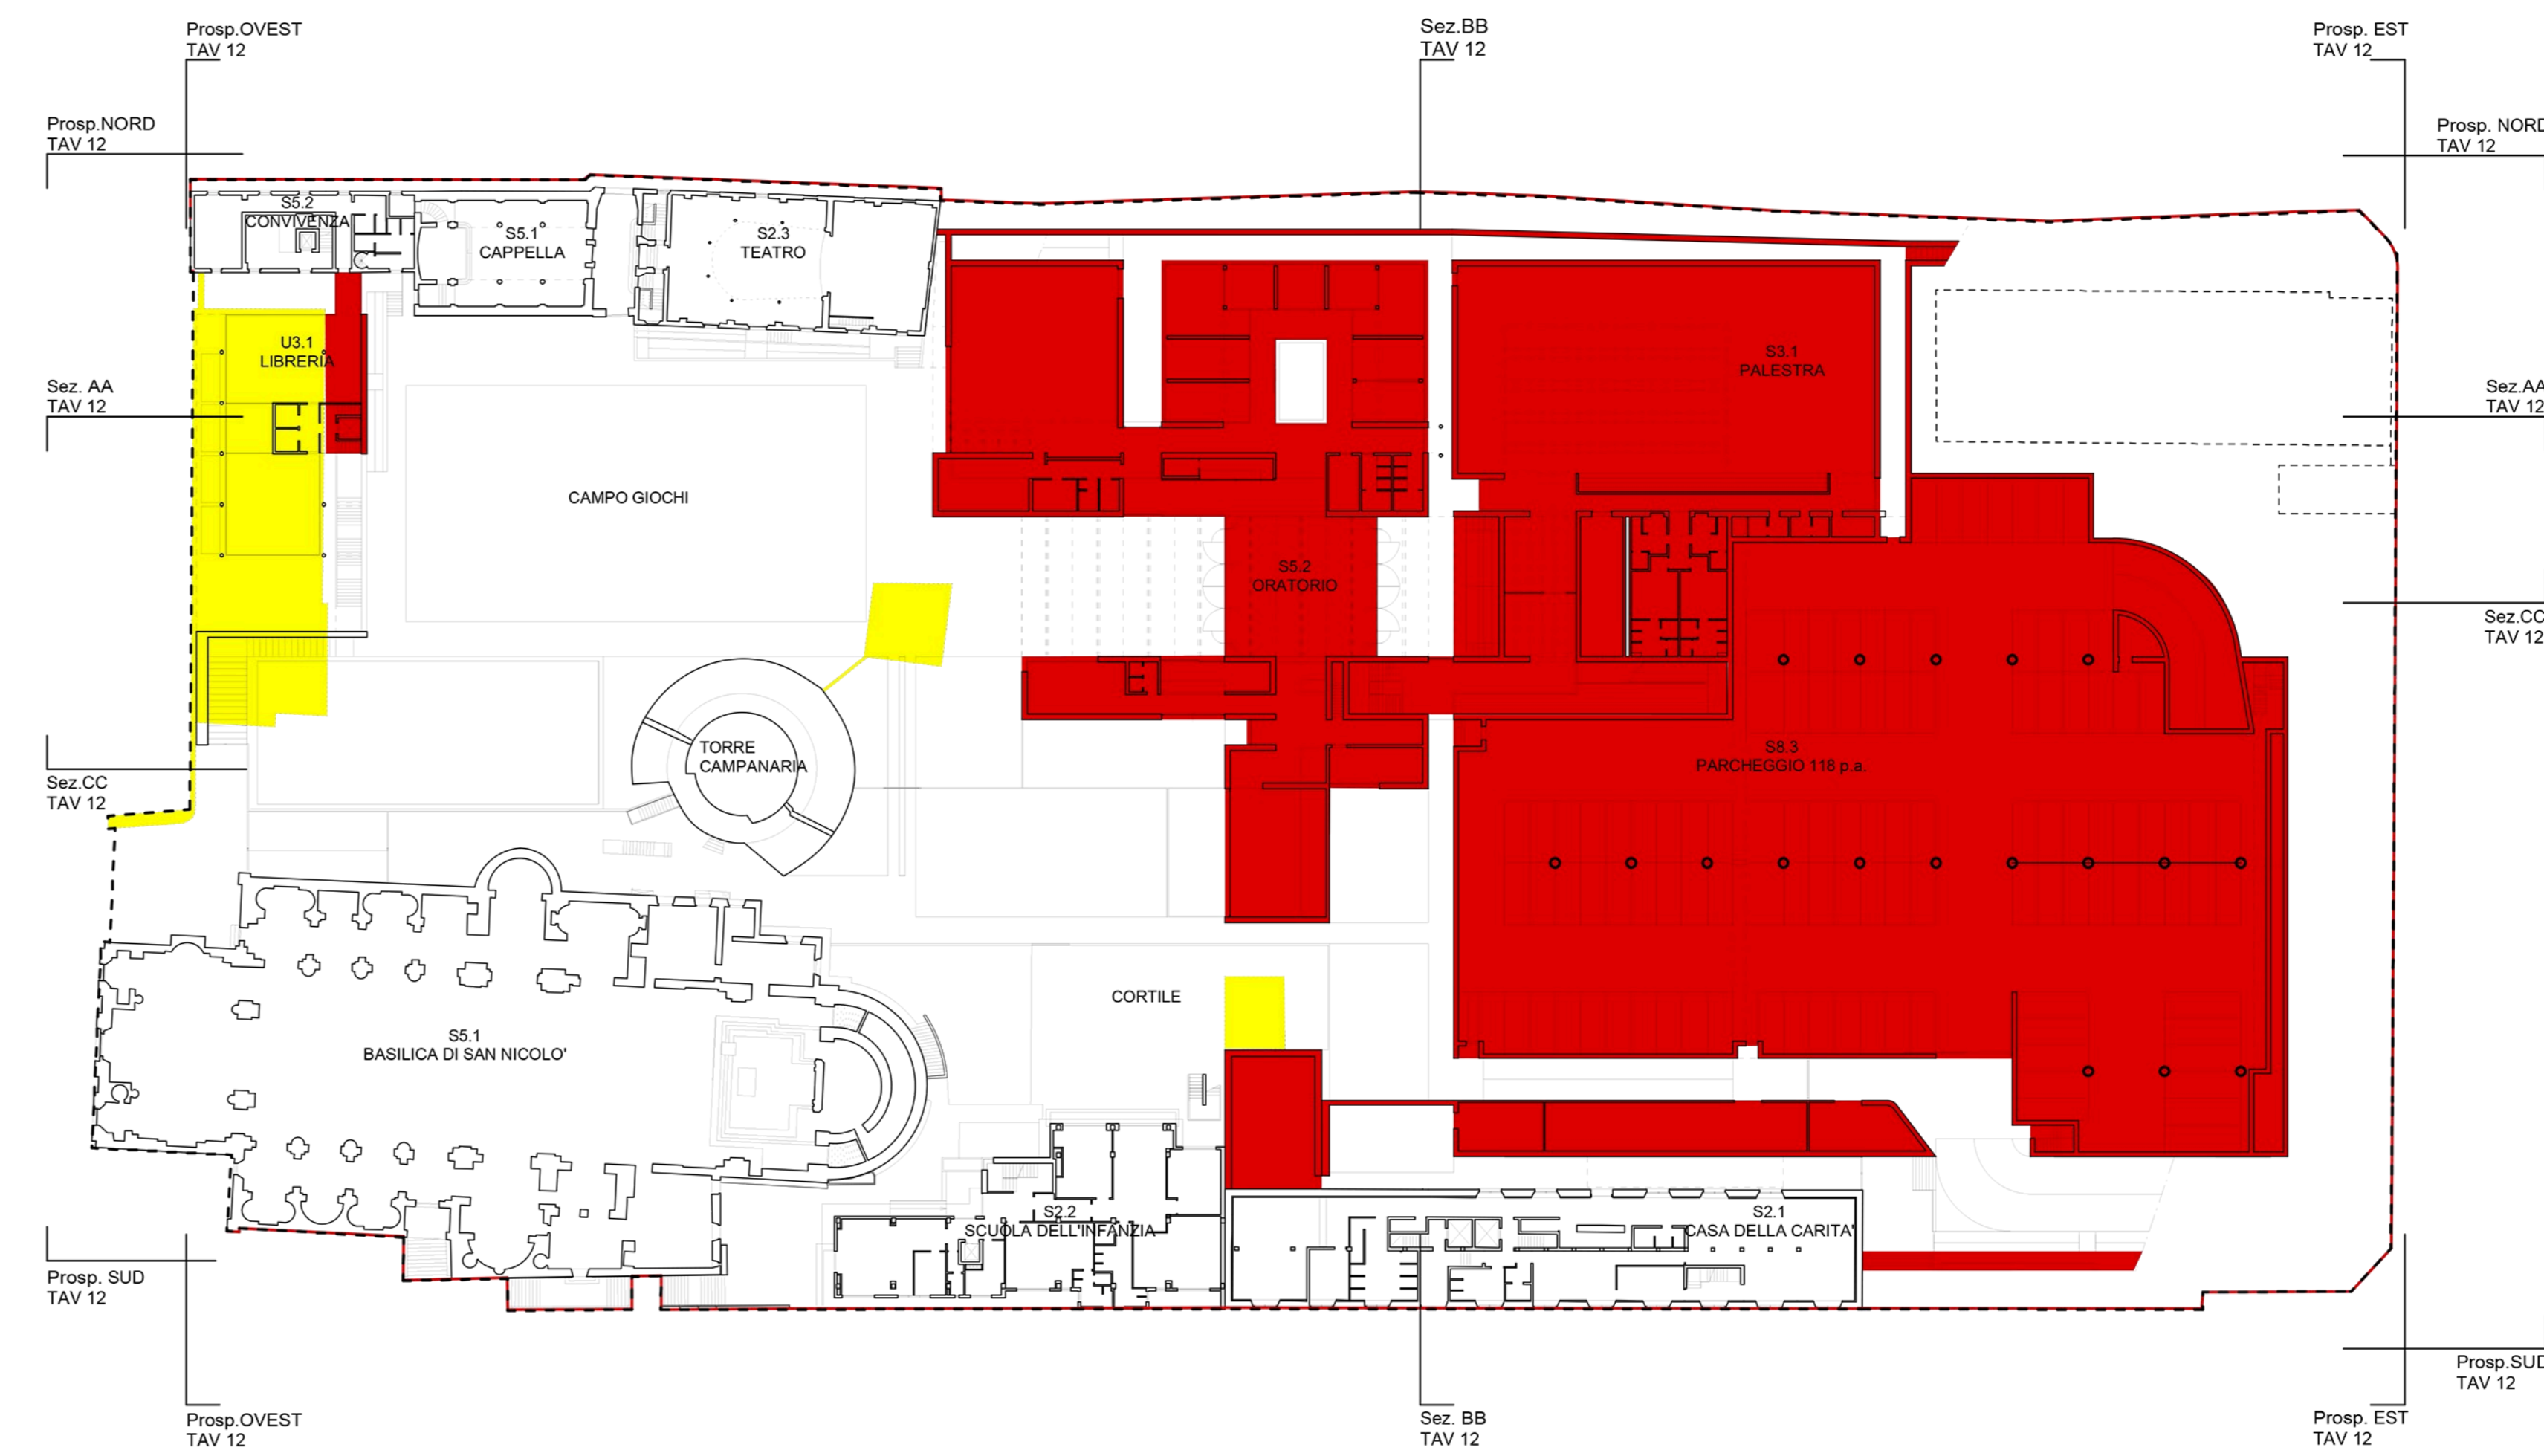 Prosp.OVEST
TAV 12
Sez.BB
TAV 12
Prosp. EST
TAV 12
Prosp.NORD
TAV 12
Prosp. NORD
TAV 12
S5.2
CONVIVENZA
S5.1
CAPPELLA
S2.3
TEATRO
U3.1
LIBRERIA
S3.1
PALESTRA
Sez. AA
TAV 12
Sez.AA
TAV 12
CAMPO GIOCHI
S5.2
ORATORIO
Sez.CC
TAV 12
TORRE
CAMPANARIA
S8.3
PARCHEGGIO 118 p.a.
Sez.CC
TAV 12
CORTILE
S5.1
BASILICA DI SAN NICOLO'
S2.2
SCUOLA DELL'INFANZIA
S2.1
CASA DELLA CARITA'
Prosp. SUD
TAV 12
Prosp.SUD
TAV 12
Prosp.OVEST
TAV 12
Sez. BB
TAV 12
Prosp. EST
TAV 12